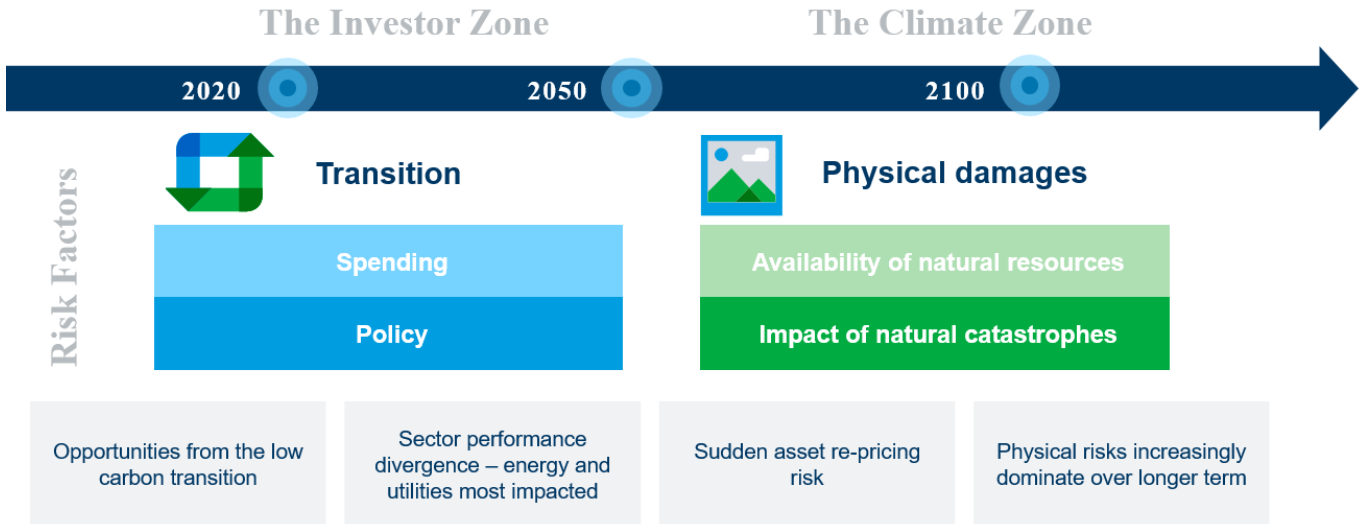 The Investor Zone
The Climate Zone
2020
2050
2100
Risk Factors
Transition
Physical damages
Spending
Availability of natural resources
Policy
Impact of natural catastrophes
Opportunities from the low
carbon transition
Sector performance
divergence – energy and
utilities most impacted
Sudden asset re-pricing
risk
Physical risks increasingly
dominate over longer term